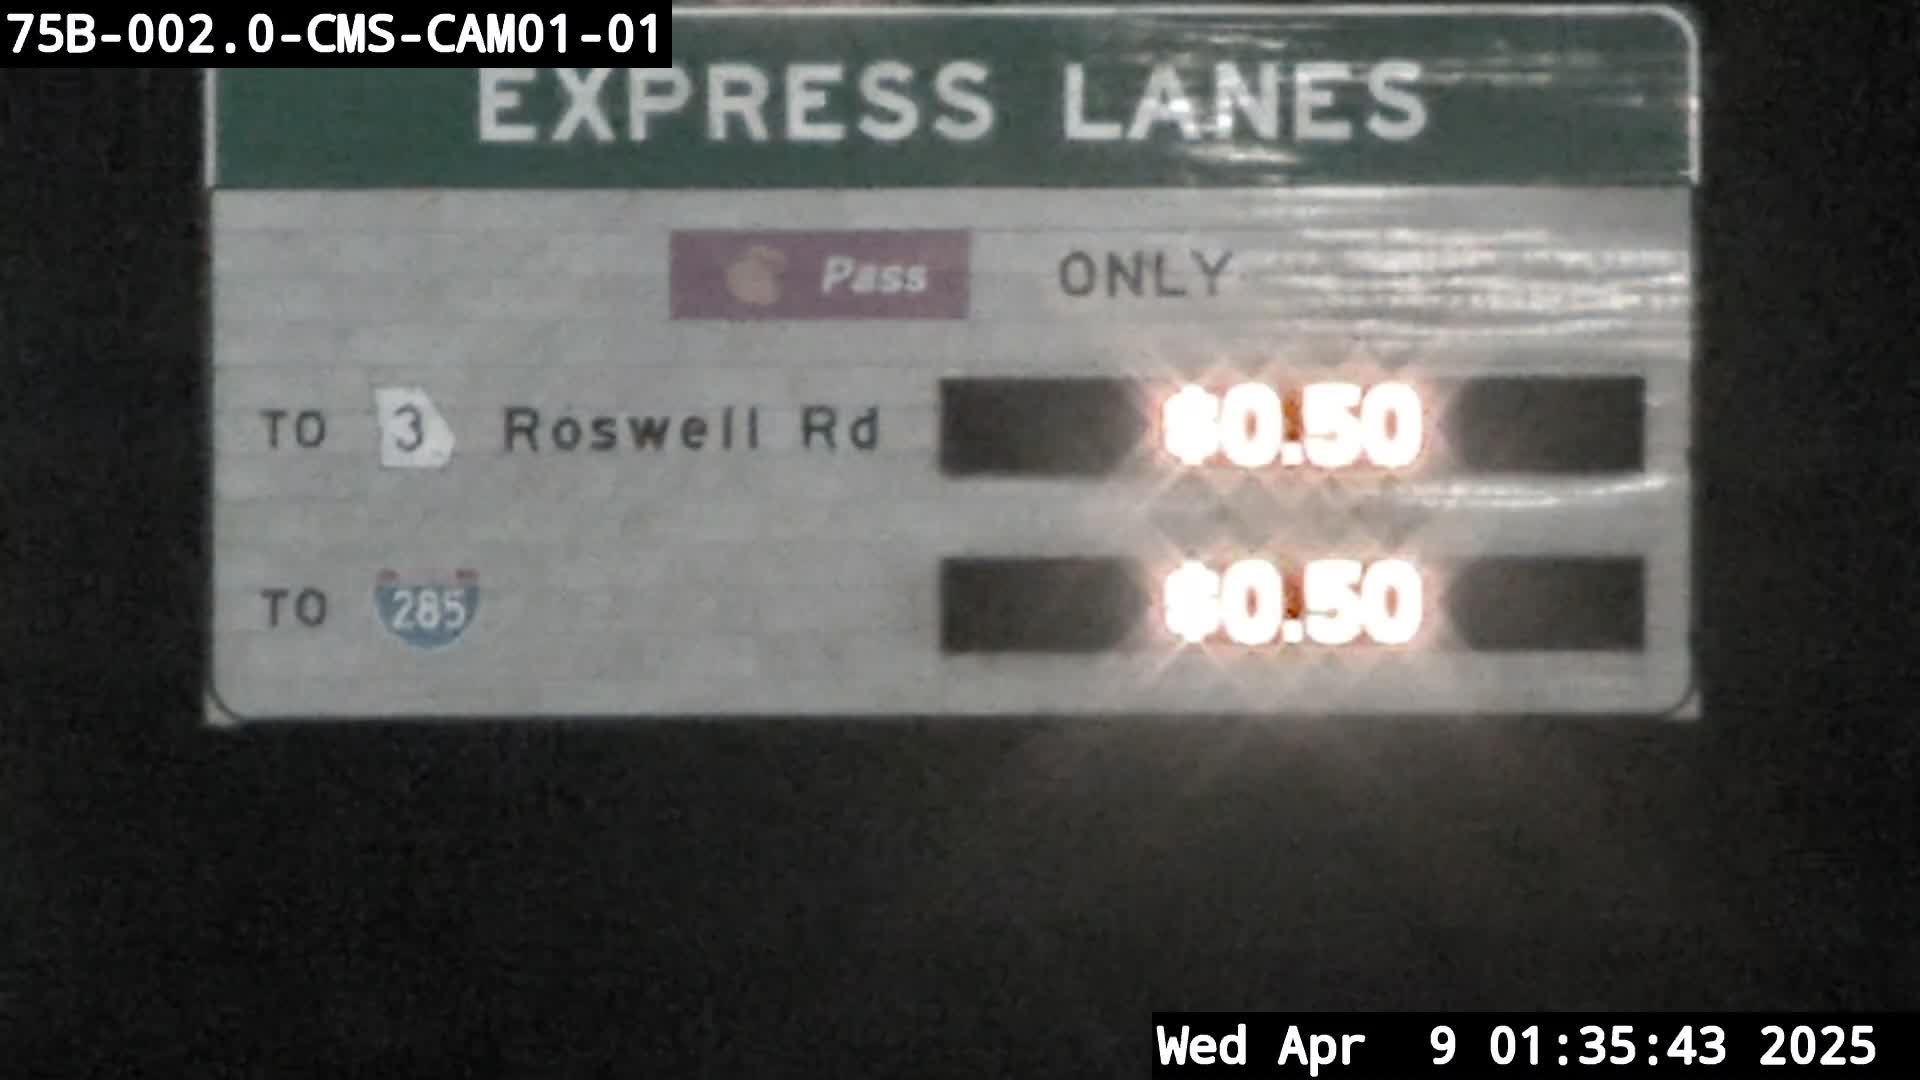 75B-002.0-CMS-CAM01-01
EXPRESS LANES
Pass ONLY
TO 3 Roswell Rd $0.50
TO 285 $0.50
Wed Apr 9 01:35:43 2025